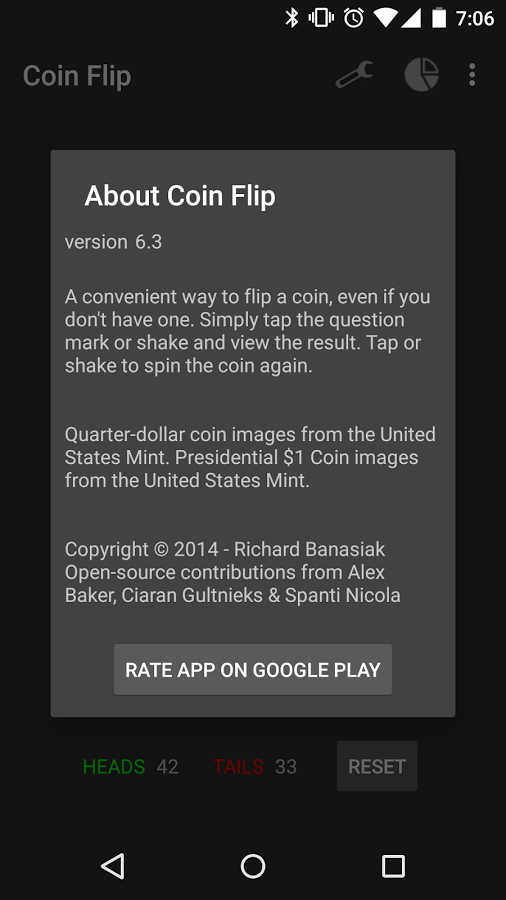 7:06
Coin Flip
About Coin Flip
version 6.3
A convenient way to flip a coin, even if you
don't have one. Simply tap the question
mark or shake and view the result. Tap or
shake to spin the coin again.
Quarter-dollar coin images from the United
States Mint. Presidential $1 Coin images
from the United States Mint.
Copyright © 2014 - Richard Banasiak
Open-source contributions from Alex
Baker, Ciaran Gultnieks & Spanti Nicola
RATE APP ON GOOGLE PLAY
HEADS 42 TAILS 33 RESET